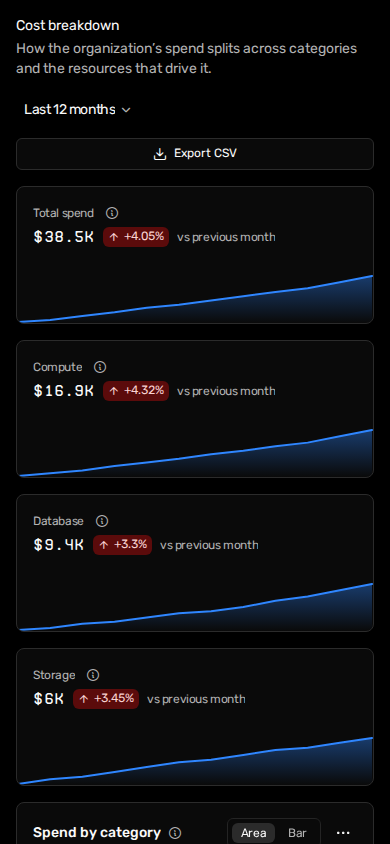 Cost breakdown
How the organization's spend splits across categories
and the resources that drive it.
Last 12 months
Export CSV
Total spend
$38.5K +4.05% vs previous month
Compute
$16.9K +4.32% vs previous month
Database
$9.4K +3.3% vs previous month
Storage
$6K +3.45% vs previous month
Spend by category Area Bar